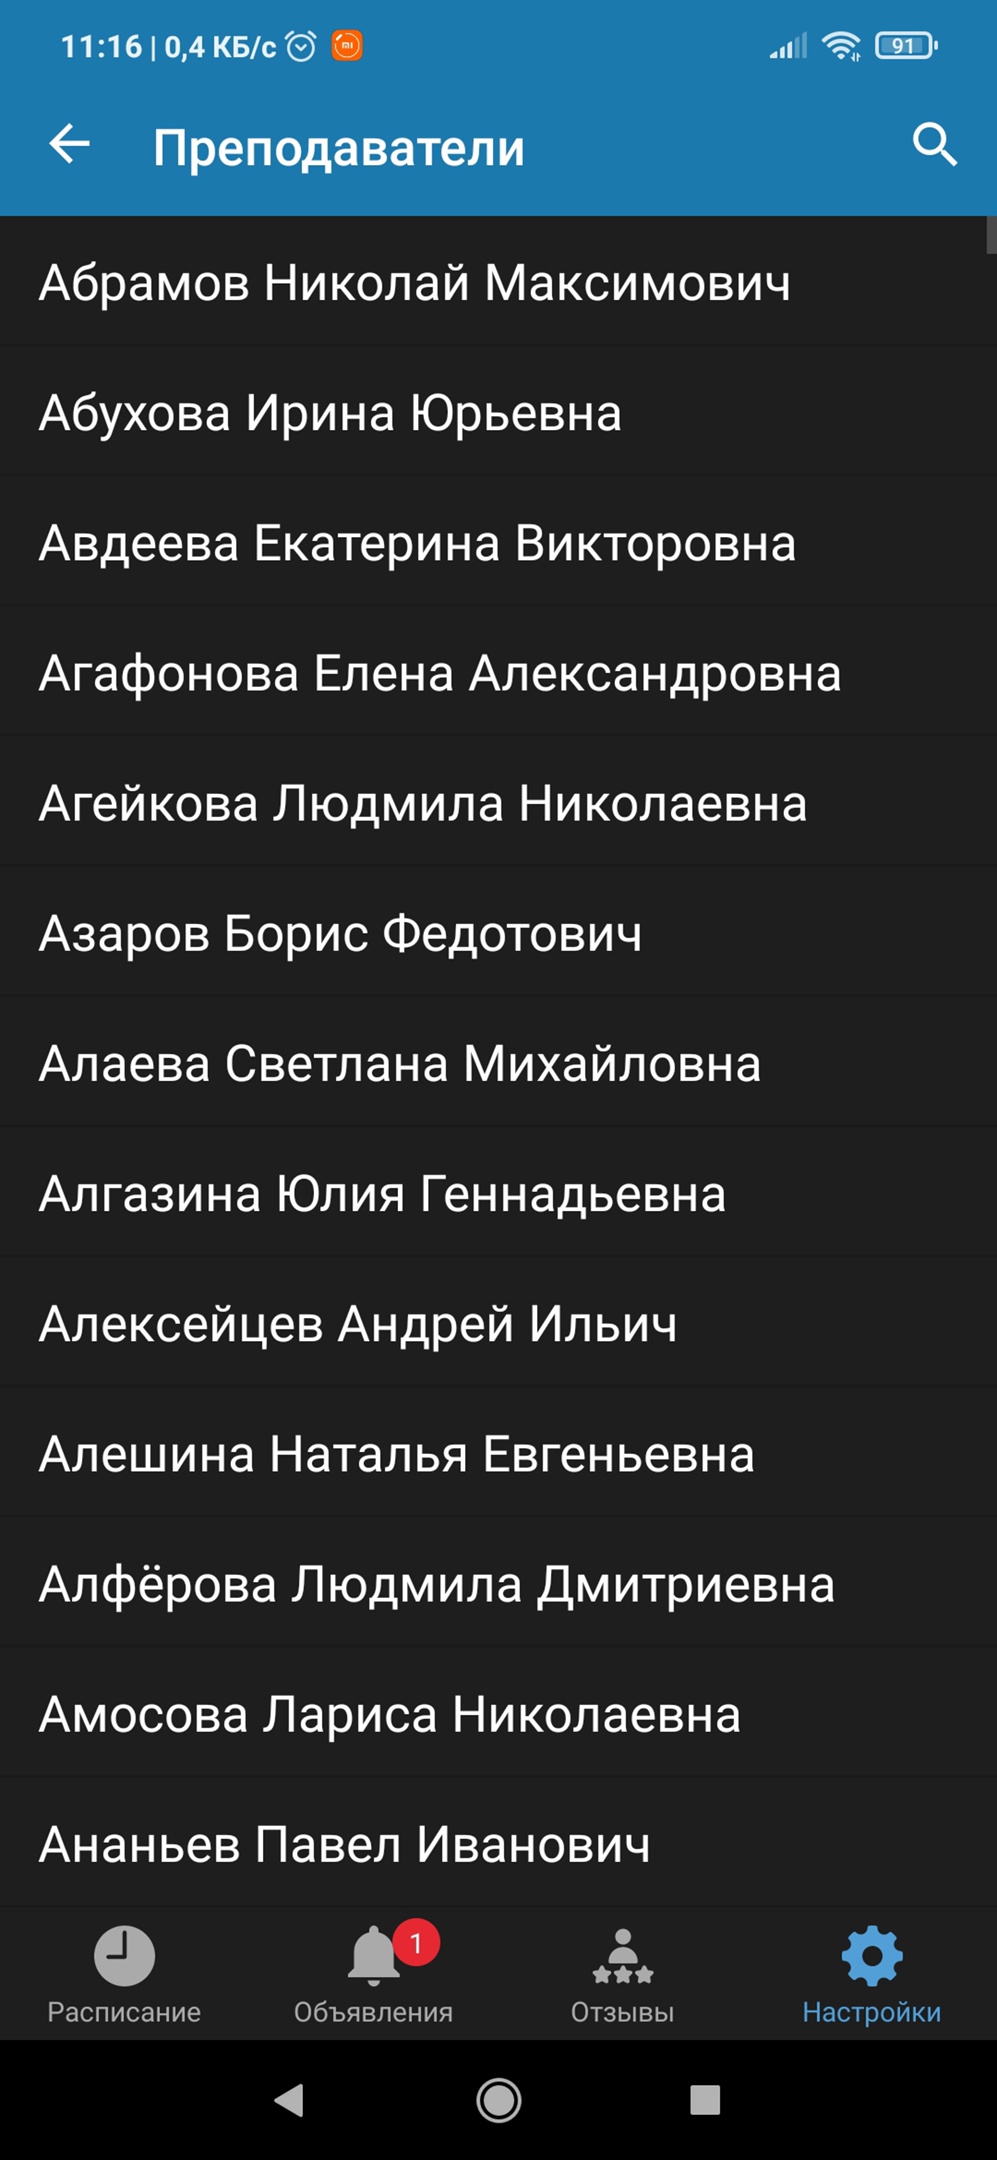 11:16 | 0,4 КБ/с
91
Преподаватели
Абрамов Николай Максимович
Абухова Ирина Юрьевна
Авдеева Екатерина Викторовна
Агафонова Елена Александровна
Агейкова Людмила Николаевна
Азаров Борис Федотович
Алаева Светлана Михайловна
Алгазина Юлия Геннадьевна
Алексейцев Андрей Ильич
Алешина Наталья Евгеньевна
Алфёрова Людмила Дмитриевна
Амосова Лариса Николаевна
Ананьев Павел Иванович
1
Расписание
Объявления
Отзывы
Настройки